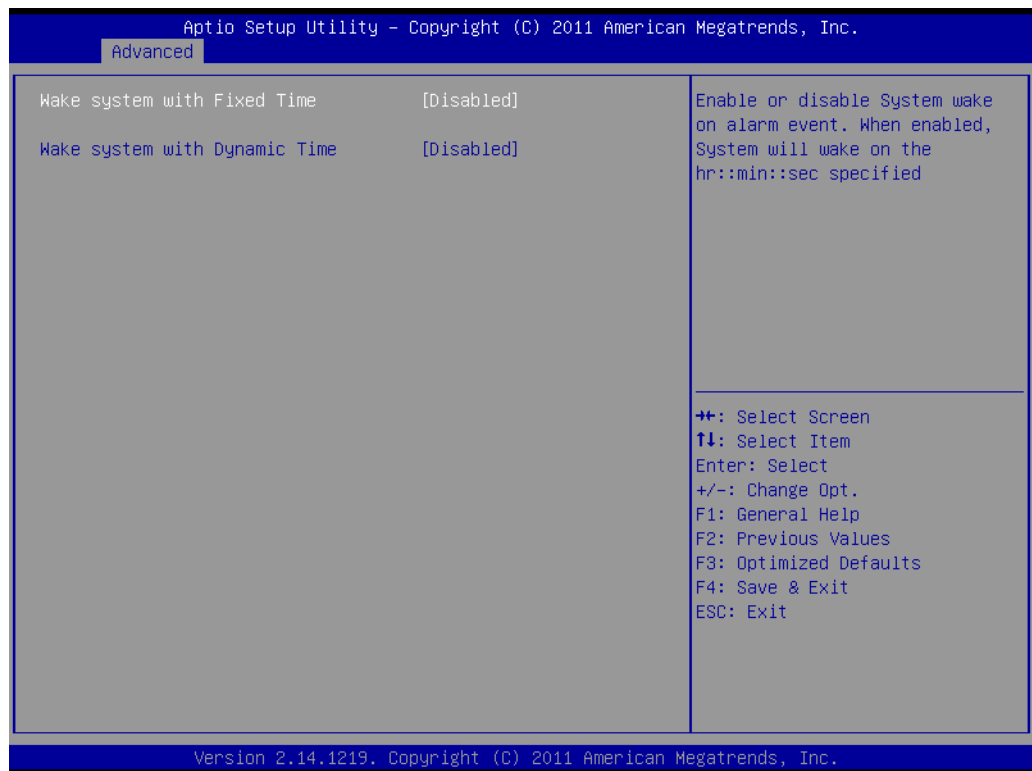 Aptio Setup Utility – Copyright (C) 2011 American Megatrends, Inc.
Advanced
Wake system with Fixed Time [Disabled]
Wake system with Dynamic Time [Disabled]
Enable or disable System wake
on alarm event. When enabled,
System will wake on the
hr::min::sec specified
→←: Select Screen
↑↓: Select Item
Enter: Select
+/-: Change Opt.
F1: General Help
F2: Previous Values
F3: Optimized Defaults
F4: Save & Exit
ESC: Exit
Version 2.14.1219. Copyright (C) 2011 American Megatrends, Inc.